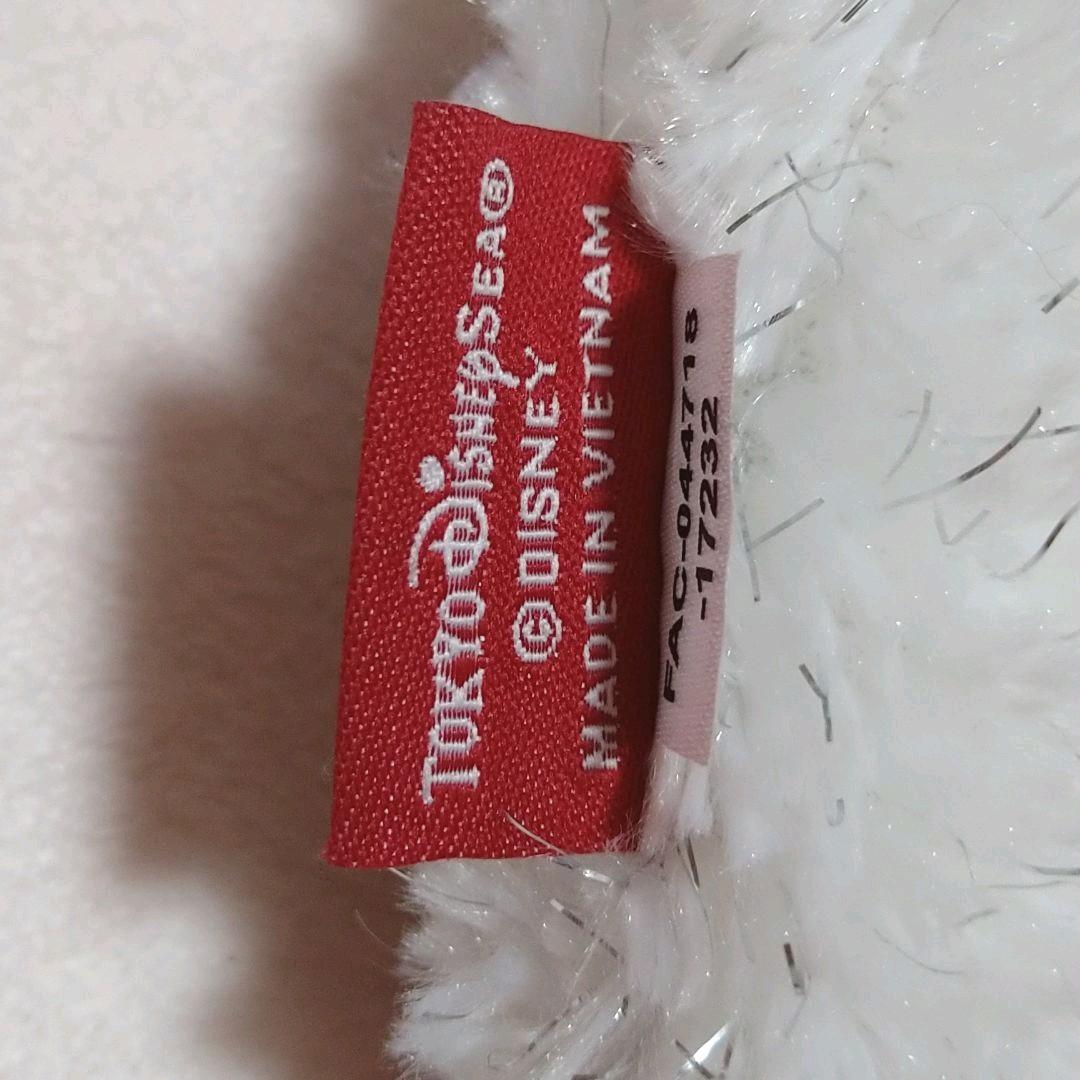 TOKYO DISNEYSEA®
© DISNEY
MADE IN VIETNAM
FAC-044718
-17232